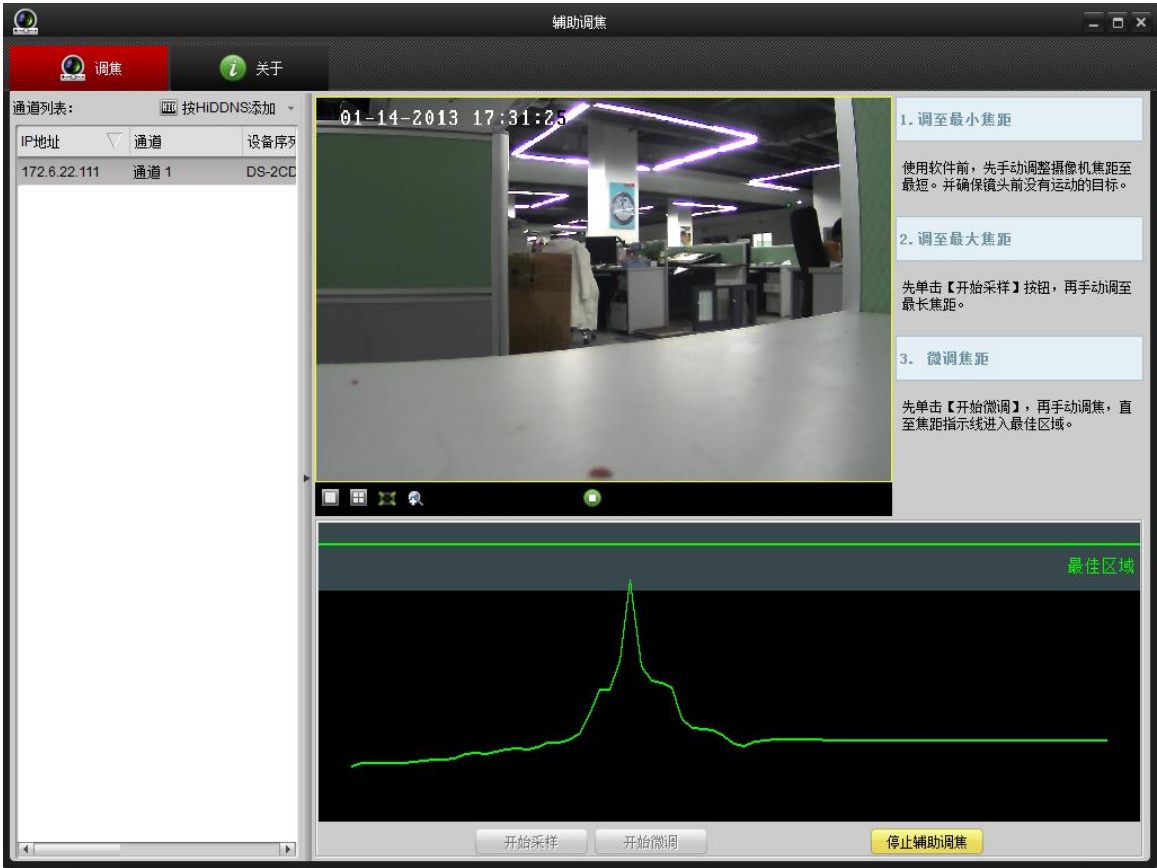 辅助调焦
调焦
关于
通道列表:
按HiDDNS添加
IP地址 通道 设备序列
172.6.22.111 通道 1 DS-2CD
01-14-2013 17:31:25
1.调至最小焦距
使用软件前，先手动调整摄像机焦距至
最短。并确保镜头前没有运动的目标。
2.调至最大焦距
先单击【开始采样】按钮，再手动调至
最长焦距。
3. 微调焦距
先单击【开始微调】，再手动调焦，直
至焦距指示线进入最佳区域。
最佳区域
开始采样
开始微调
停止辅助调焦